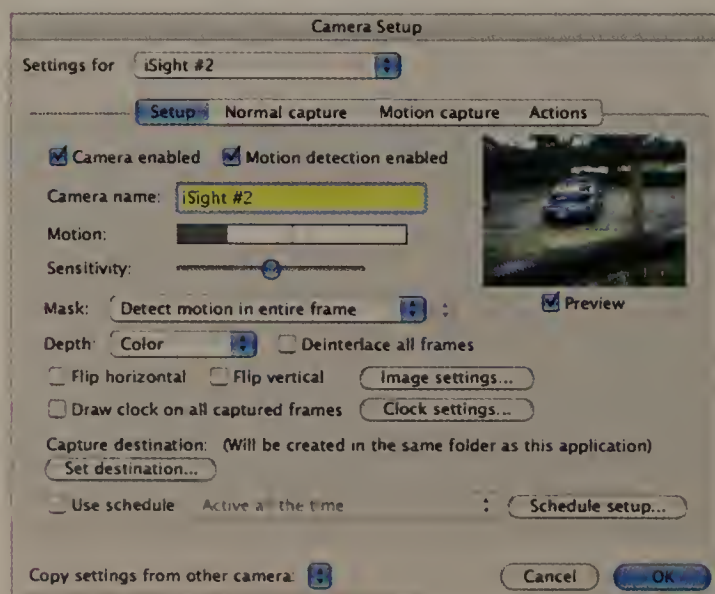 Camera Setup
Settings for iSight #2
Setup Normal capture Motion capture Actions
Camera enabled Motion detection enabled
Camera name: iSight #2
Motion:
Sensitivity:
Preview
Mask: Detect motion in entire frame
Depth: Color Deinterlace all frames
Flip horizontal Flip vertical Image settings...
Draw clock on all captured frames Clock settings...
Capture destination: (Will be created in the same folder as this application)
Set destination...
Use schedule Active all the time Schedule setup...
Copy settings from other camera: Cancel OK